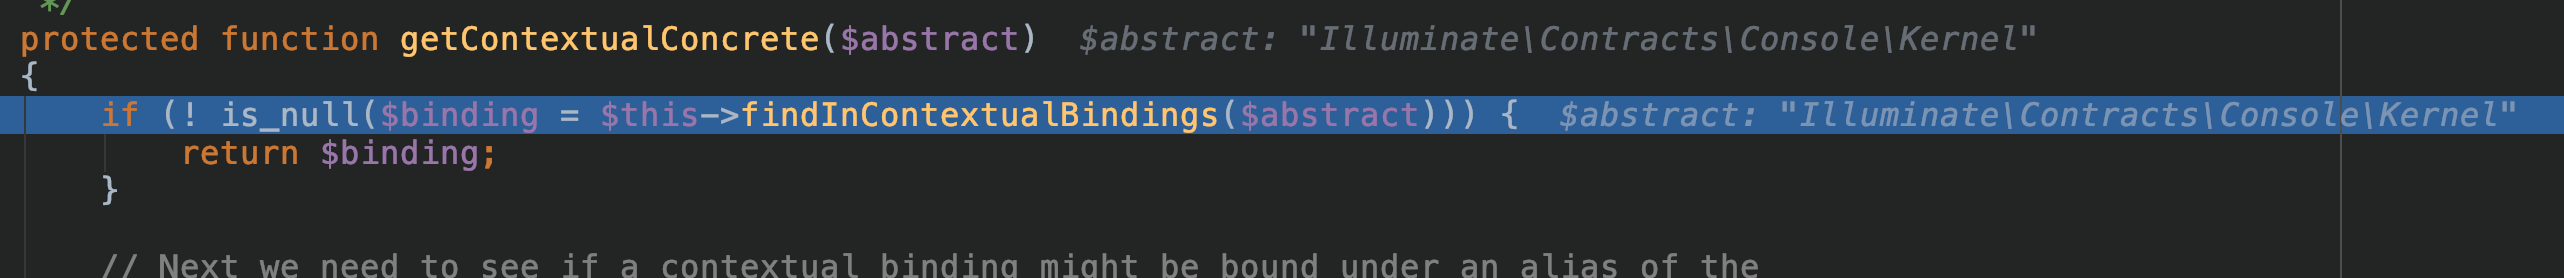 */
protected function getContextualConcrete($abstract)  $abstract: "Illuminate\Contracts\Console\Kernel"
{
    if (! is_null($binding = $this->findInContextualBindings($abstract))) {  $abstract: "Illuminate\Contracts\Console\Kernel"
        return $binding;
    }
    // Next we need to see if a contextual binding might be bound under an alias of the